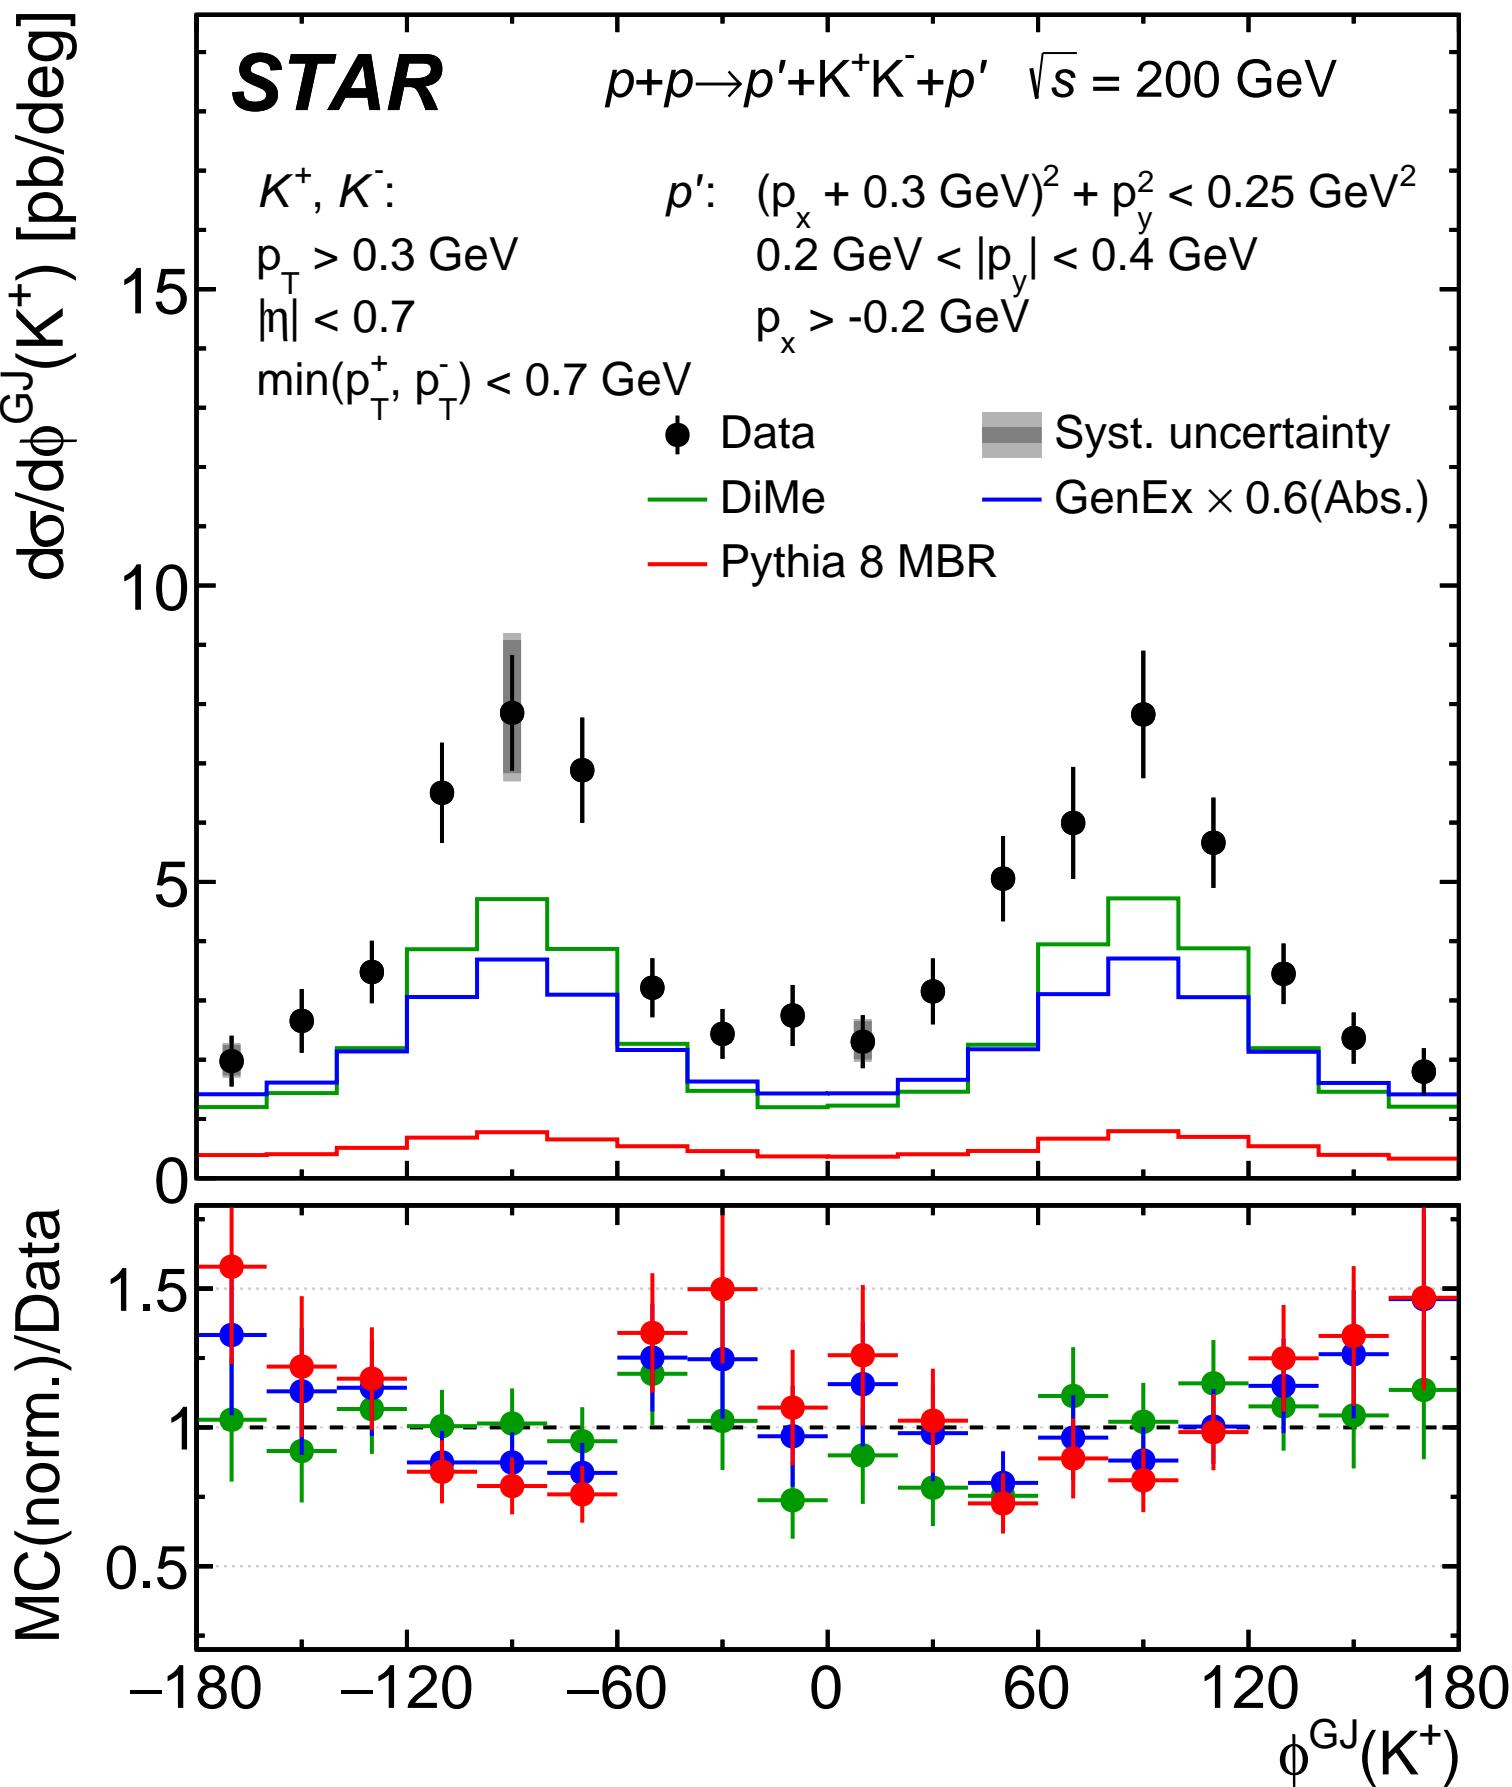 STAR p+p→p′+K⁺K⁻+p′ √s = 200 GeV
K⁺, K⁻: p′: (pₓ + 0.3 GeV)² + p_y² < 0.25 GeV²
p_T > 0.3 GeV 0.2 GeV < |p_y| < 0.4 GeV
|η| < 0.7 pₓ > -0.2 GeV
min(p_T⁺, p_T⁻) < 0.7 GeV
Data Syst. uncertainty
DiMe GenEx × 0.6(Abs.)
Pythia 8 MBR
dσ/dϕ^GJ(K⁺) [pb/deg]
15
10
5
0
MC(norm.)/Data
1.5
1
0.5
−180 −120 −60 0 60 120 180
ϕ^GJ(K⁺)